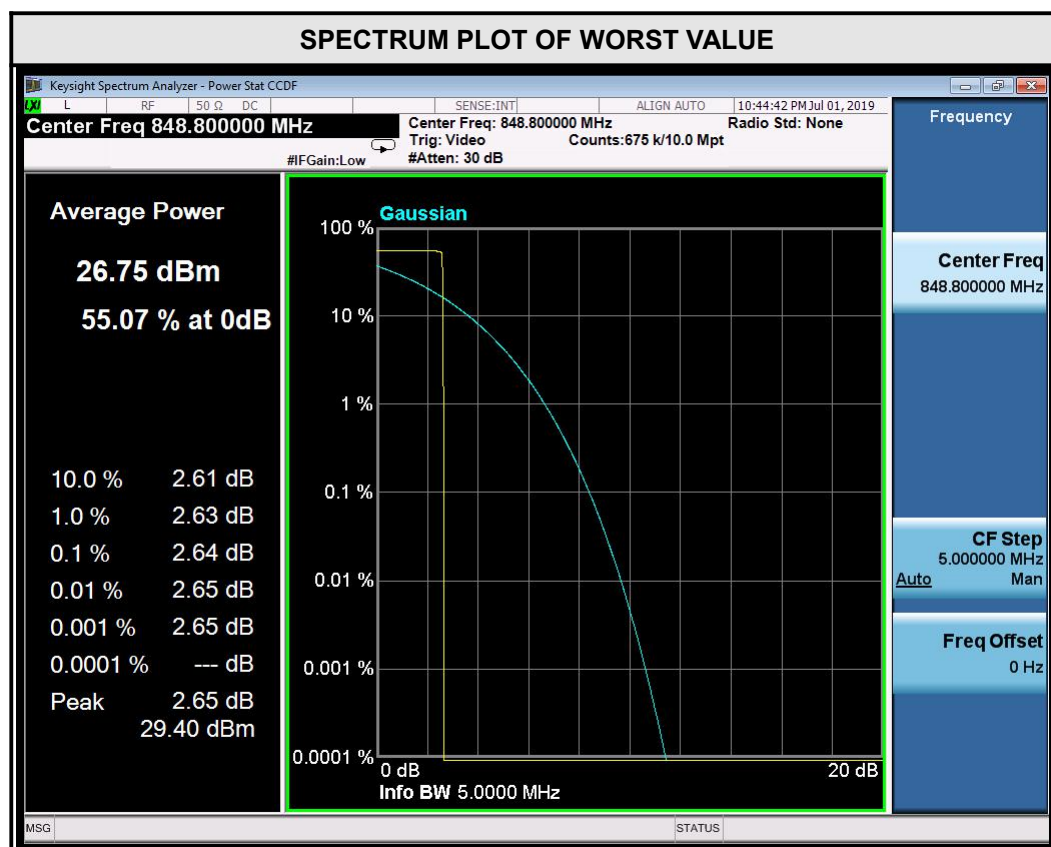 SPECTRUM PLOT OF WORST VALUE
Keysight Spectrum Analyzer - Power Stat CCDF
LXI L RF 50 Ω DC SENSE:INT ALIGN AUTO 10:44:42 PM Jul 01, 2019
Center Freq 848.800000 MHz
Center Freq: 848.800000 MHz Radio Std: None
Trig: Video Counts:675 k/10.0 Mpt
#IFGain:Low #Atten: 30 dB
Average Power
26.75 dBm
55.07 % at 0dB
10.0 % 2.61 dB
1.0 % 2.63 dB
0.1 % 2.64 dB
0.01 % 2.65 dB
0.001 % 2.65 dB
0.0001 % --- dB
Peak 2.65 dB
29.40 dBm
Gaussian
100 %
10 %
1 %
0.1 %
0.01 %
0.001 %
0.0001 %
0 dB 20 dB
Info BW 5.0000 MHz
Frequency
Center Freq
848.800000 MHz
CF Step
5.000000 MHz
Auto Man
Freq Offset
0 Hz
MSG STATUS